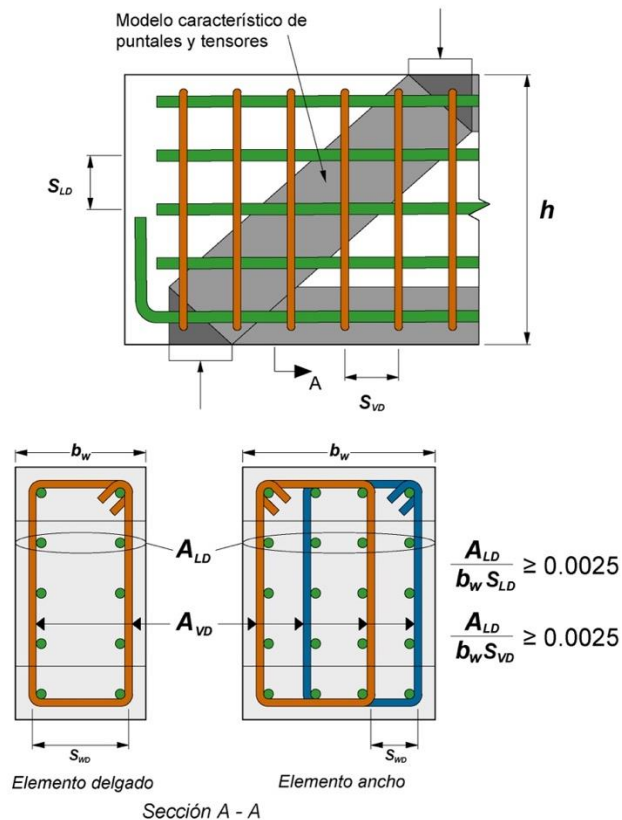 Modelo característico de
puntales y tensores
S_LD
h
A
S_VD
b_w
b_w
A_LD
A_LD / b_w S_LD ≥ 0.0025
A_VD
A_LD / b_w S_VD ≥ 0.0025
S_WD
S_WD
Elemento delgado
Elemento ancho
Sección A - A